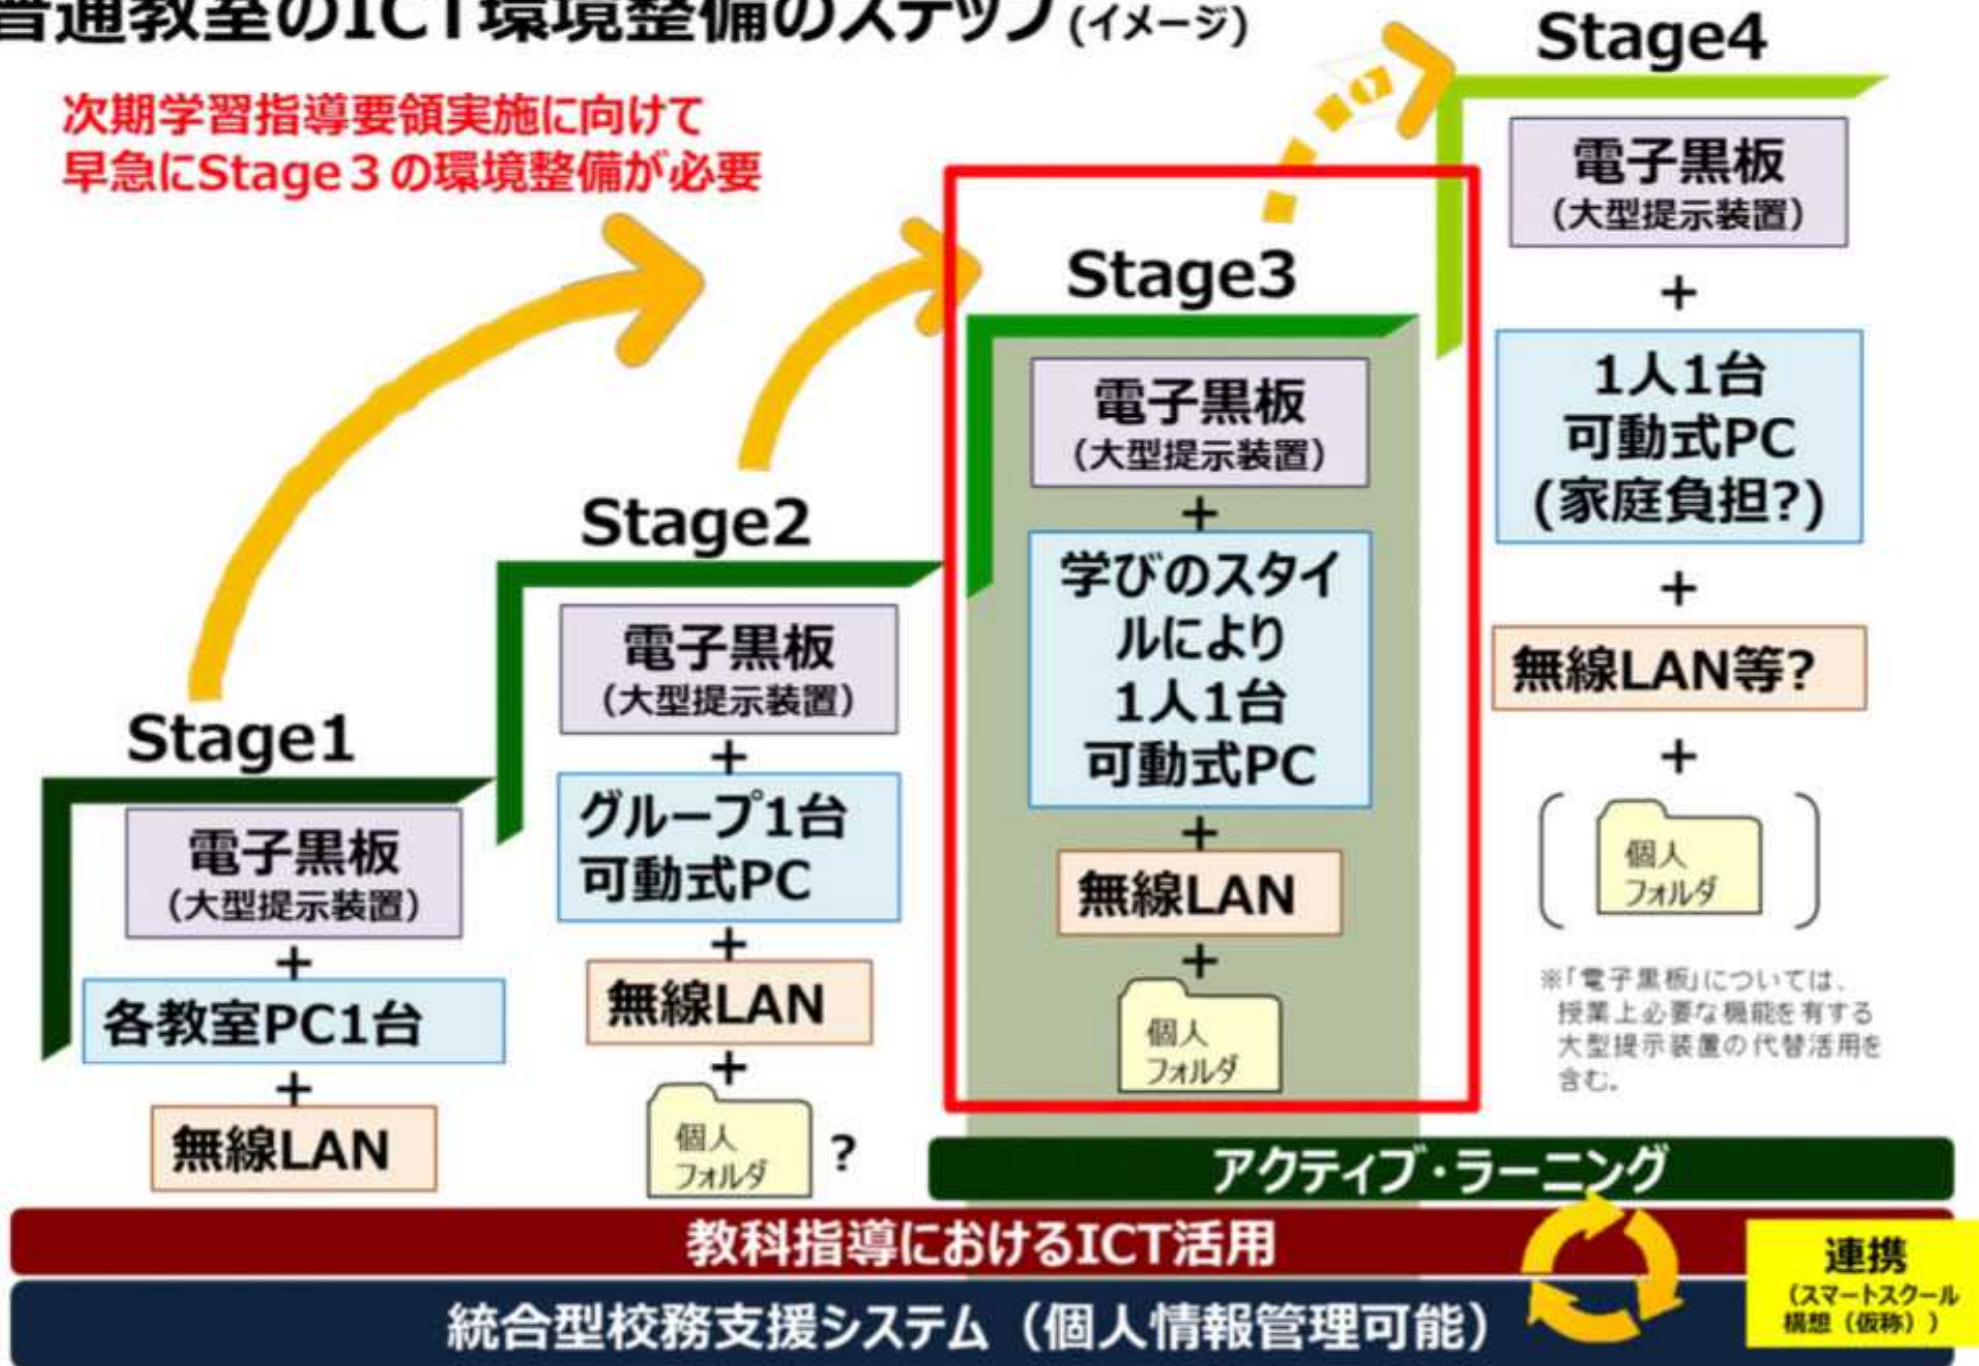 普通教室のICT環境整備のステップ(イメージ)
次期学習指導要領実施に向けて
早急にStage３の環境整備が必要
Stage1
電子黒板
（大型提示装置）
+
各教室PC1台
+
無線LAN
Stage2
電子黒板
（大型提示装置）
+
グループ1台
可動式PC
+
無線LAN
+
個人
フォルダ
?
Stage3
電子黒板
（大型提示装置）
+
学びのスタイ
ルにより
1人1台
可動式PC
+
無線LAN
+
個人
フォルダ
Stage4
電子黒板
（大型提示装置）
+
1人1台
可動式PC
(家庭負担?)
+
無線LAN等?
+
個人
フォルダ
※「電子黒板」については、
授業上必要な機能を有する
大型提示装置の代替活用を
含む。
アクティブ・ラーニング
教科指導におけるICT活用
統合型校務支援システム（個人情報管理可能）
連携
（スマートスクール
構想（仮称））